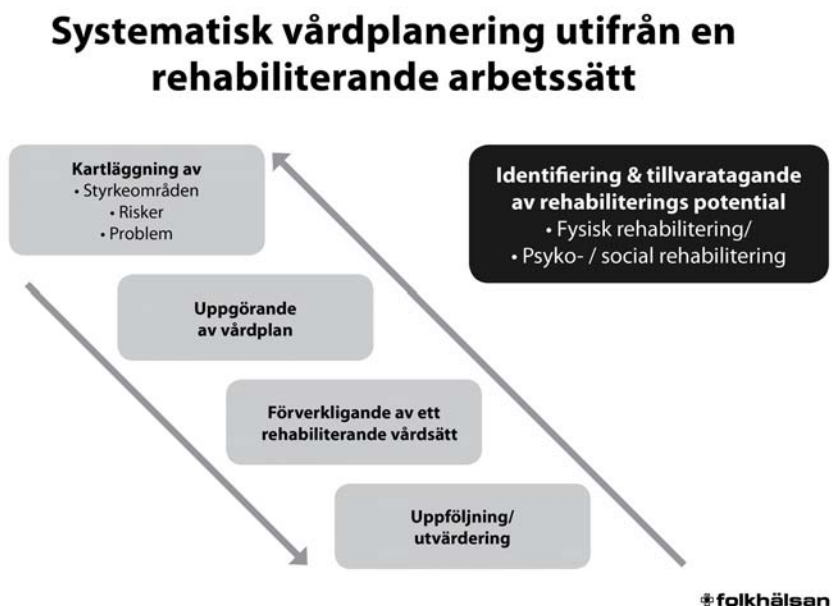 Systematisk vårdplanering utifrån en
rehabiliterande arbetssätt
Kartläggning av
• Styrkeområden
• Risker
• Problem
Identifiering & tillvaratagande
av rehabiliterings potential
• Fysisk rehabilitering/
• Psyko- / social rehabilitering
Uppgörande
av vårdplan
Förverkligande av ett
rehabiliterande vårdsätt
Uppföljning/
utvärdering
folkhälsan